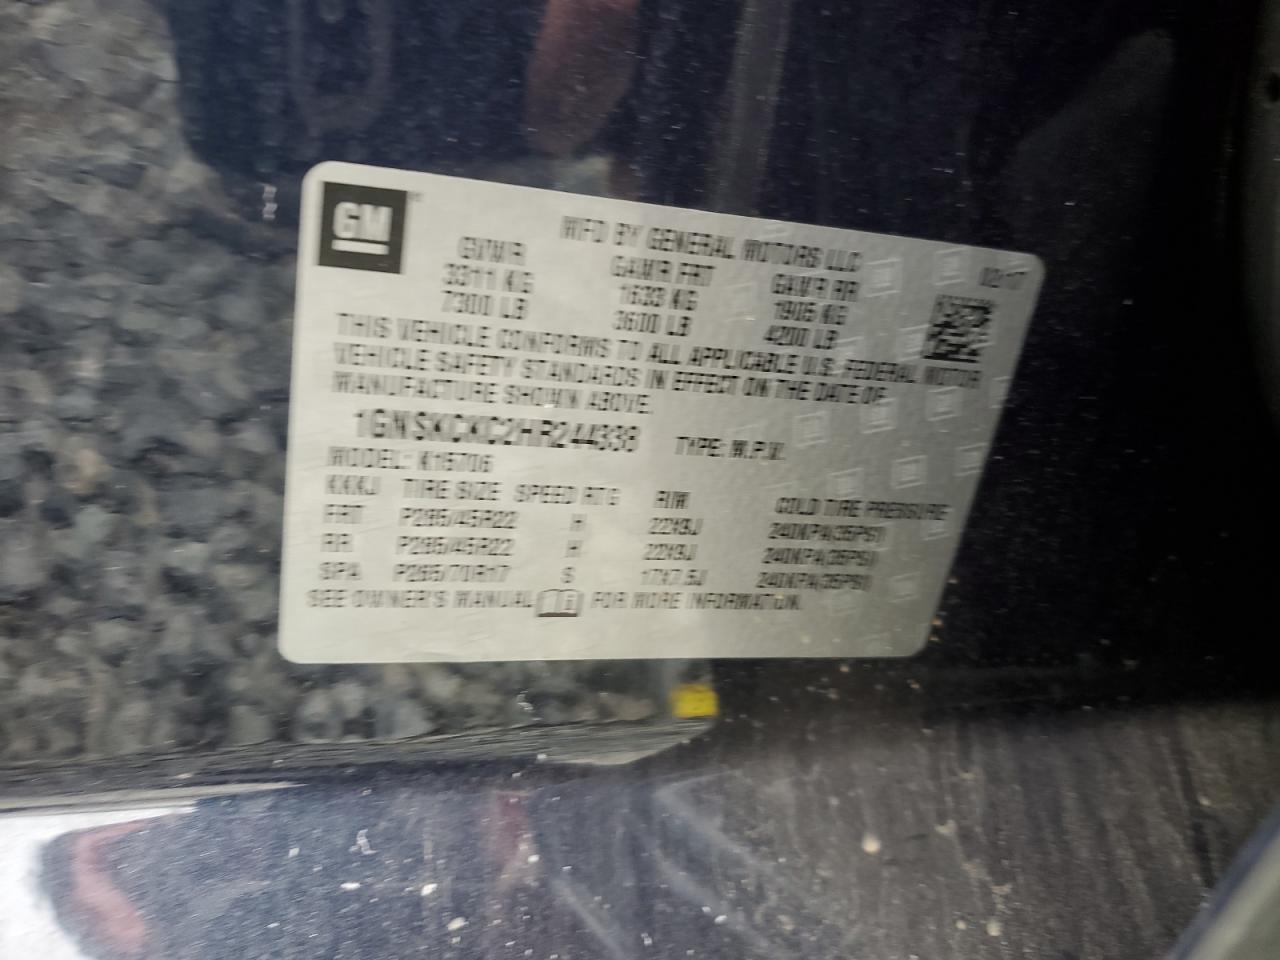 GM
MFD BY GENERAL MOTORS LLC
02/17
GVWR GAWR FRT GAWR RR
3311 KG 1633 KG 1905 KG
7300 LB 3600 LB 4200 LB
THIS VEHICLE CONFORMS TO ALL APPLICABLE U.S. FEDERAL MOTOR
VEHICLE SAFETY STANDARDS IN EFFECT ON THE DATE OF
MANUFACTURE SHOWN ABOVE.
1GNSKCKC2HR244338 TYPE: M.P.V.
MODEL: K15706
KKKJ TIRE SIZE SPEED RTG RIM COLD TIRE PRESSURE
FRT P285/45R22 H 22X9J 240KPA(35PSI)
RR P285/45R22 H 22X9J 240KPA(35PSI)
SPA P265/70R17 S 17X7.5J 240KPA(35PSI)
SEE OWNER'S MANUAL FOR MORE INFORMATION.